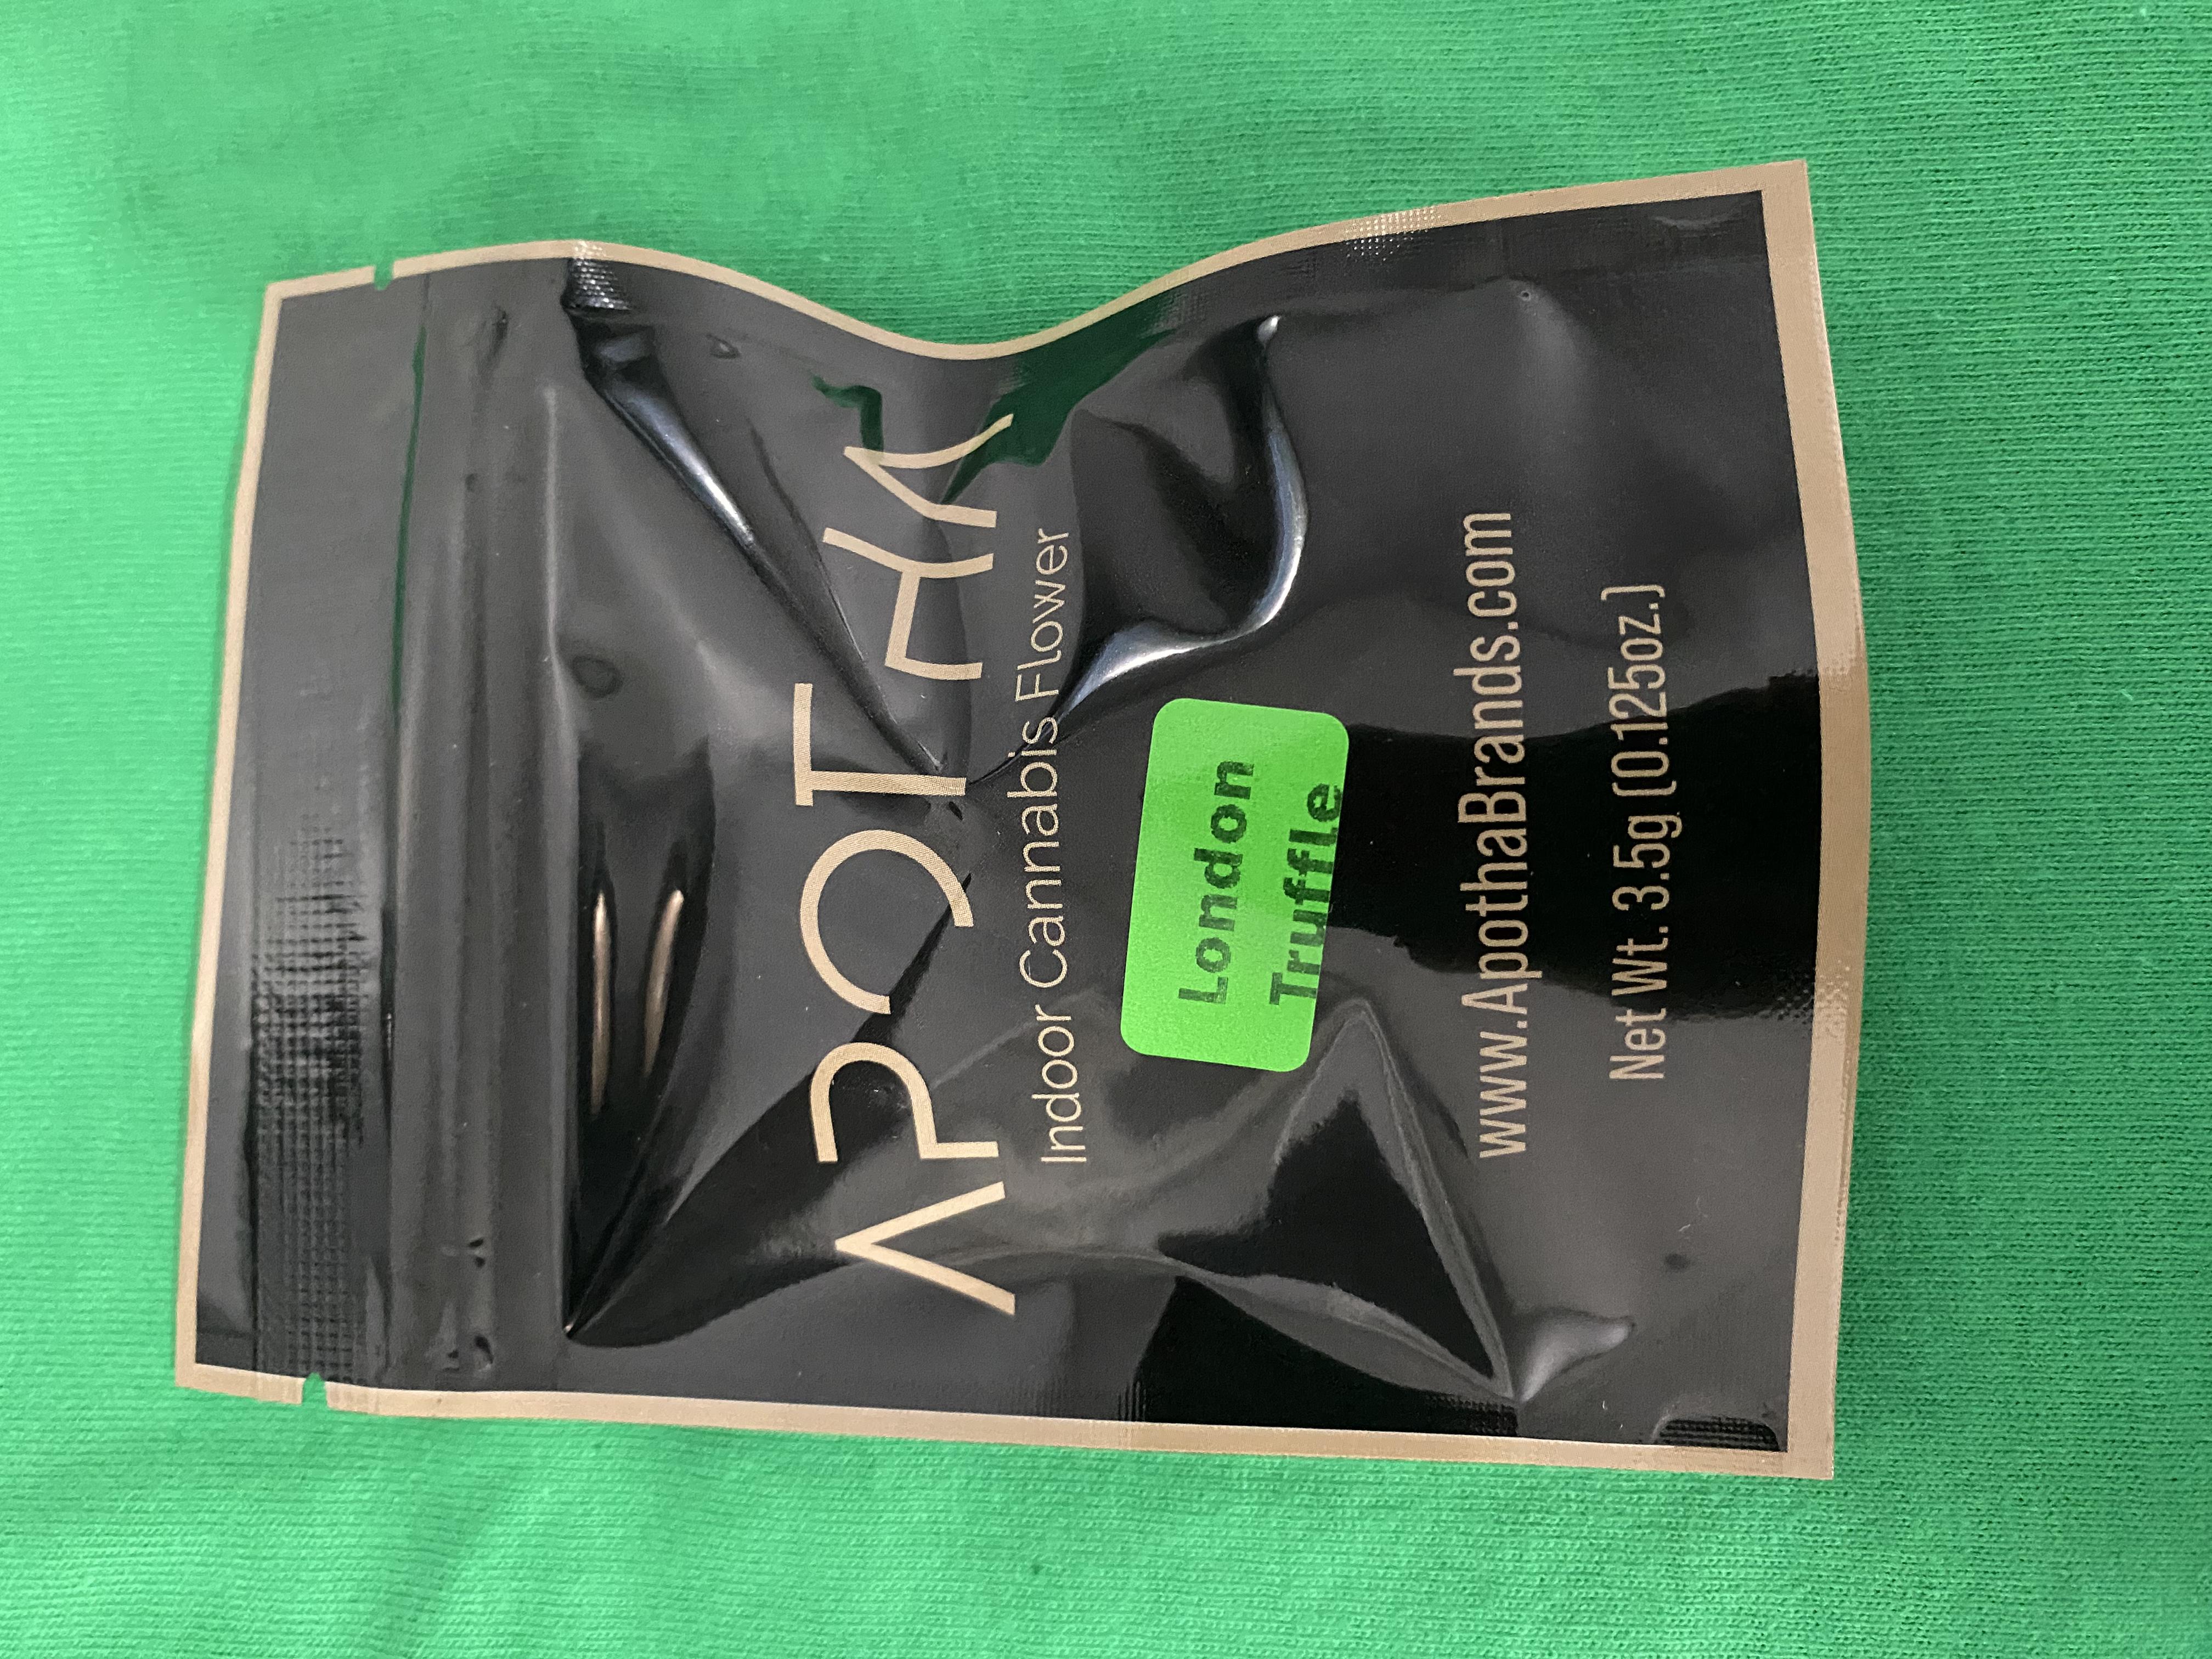 APOTHA
Indoor Cannabis Flower
London
Truffle
www.ApothaBrands.com
Net Wt. 3.5g (0.125oz.)